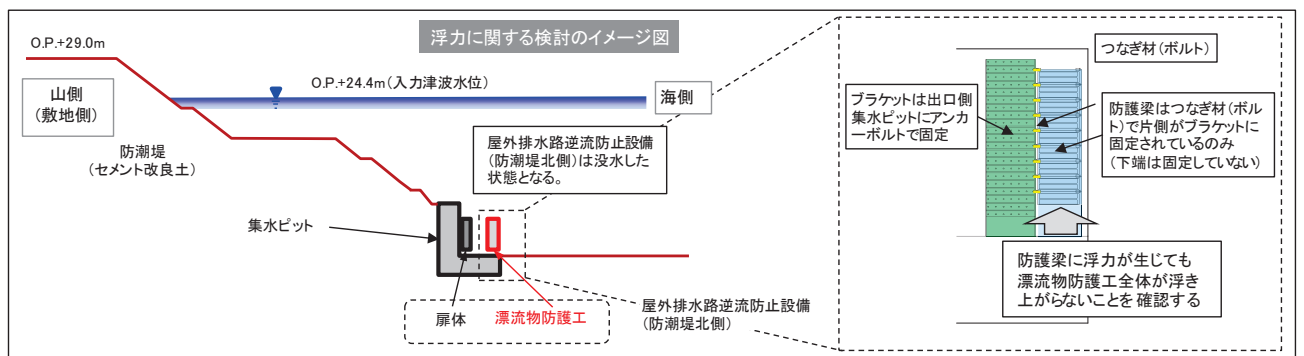 浮力に関する検討のイメージ図
O.P.+29.0m
O.P.+24.4m(入力津波水位)
山側
(敷地側)
海側
防潮堤
(セメント改良土)
屋外排水路逆流防止設備
(防潮堤北側)は没水した
状態となる。
集水ピット
扉体
漂流物防護工
屋外排水路逆流防止設備
(防潮堤北側)
つなぎ材(ボルト)
ブラケットは出口側
集水ピットにアンカ
ーボルトで固定
防護梁はつなぎ材(ボル
ト)で片側がブラケットに
固定されているのみ
(下端は固定していない)
防護梁に浮力が生じても
漂流物防護工全体が浮き
上がらないことを確認する